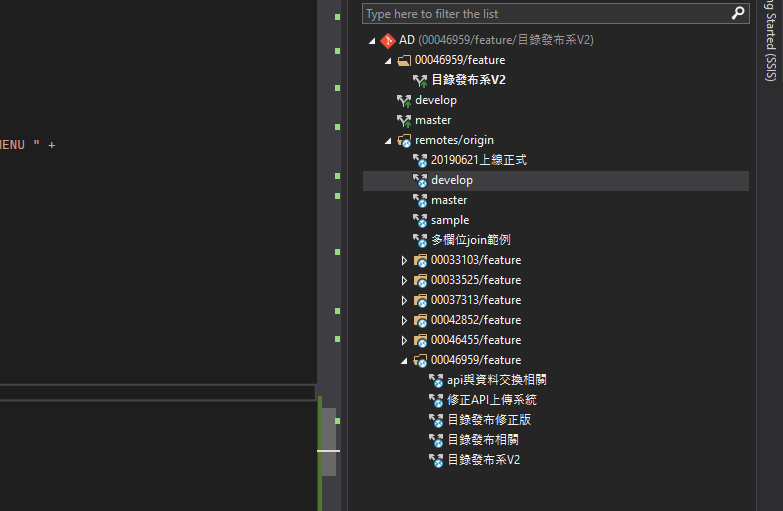 Type here to filter the list
AD (00046959/feature/目錄發布系V2)
00046959/feature
目錄發布系V2
develop
master
MENU " +
remotes/origin
20190621上線正式
develop
master
sample
多欄位join範例
00033103/feature
00033525/feature
00037313/feature
00042852/feature
00046455/feature
00046959/feature
api與資料交換相關
修正API上傳系統
目錄發布修正版
目錄發布相關
目錄發布系V2
ng Started (SSIS)